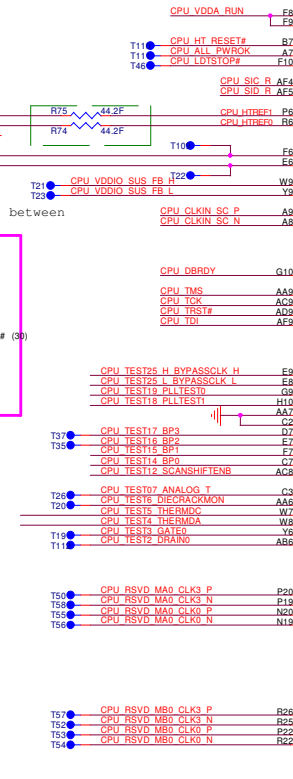 CPU_VDDA_RUN F8
F9
T11 CPU_HT_RESET# B7
T11 CPU_ALL_PWROK A7
T46 CPU_LDTSTOP# F10
CPU_SIC_R AF4
CPU_SID_R AF5
R75 44.2F CPU_HTREF1 P6
R74 44.2F CPU_HTREF0 R6
T10
F6
E6
T22
T21 CPU_VDDIO_SUS_FB_H W9
T23 CPU_VDDIO_SUS_FB_L Y9
between
CPU_CLKIN_SC_P A9
CPU_CLKIN_SC_N A8
CPU_DBRDY G10
CPU_TMS AA9
CPU_TCK AC9
CPU_TRST# AD9
CPU_TDI AF9
# (30)
CPU_TEST25_H_BYPASSCLK_H E9
CPU_TEST25_L_BYPASSCLK_L E8
CPU_TEST19_PLLTEST0 G9
CPU_TEST18_PLLTEST1 H10
AA7
C2
T37 CPU_TEST17_BP3 D7
T35 CPU_TEST16_BP2 E7
CPU_TEST15_BP1 F7
CPU_TEST14_BP0 C7
CPU_TEST12_SCANSHIFTENB AC8
T26 CPU_TEST07_ANALOG_T C3
T20 CPU_TEST6_DIECRACKMON AA6
CPU_TEST5_THERMDC W7
CPU_TEST4_THERMDA W8
T19 CPU_TEST3_GATE0 Y6
CPU_TEST2_DRAIN0 AB6
T50 CPU_RSVD_MA0_CLK3_P P20
T58 CPU_RSVD_MA0_CLK3_N P19
T55 CPU_RSVD_MA0_CLK0_P N20
T56 CPU_RSVD_MA0_CLK0_N N19
T57 CPU_RSVD_MB0_CLK3_P R26
T52 CPU_RSVD_MB0_CLK3_N R25
T53 CPU_RSVD_MB0_CLK0_P P22
T54 CPU_RSVD_MB0_CLK0_N R22